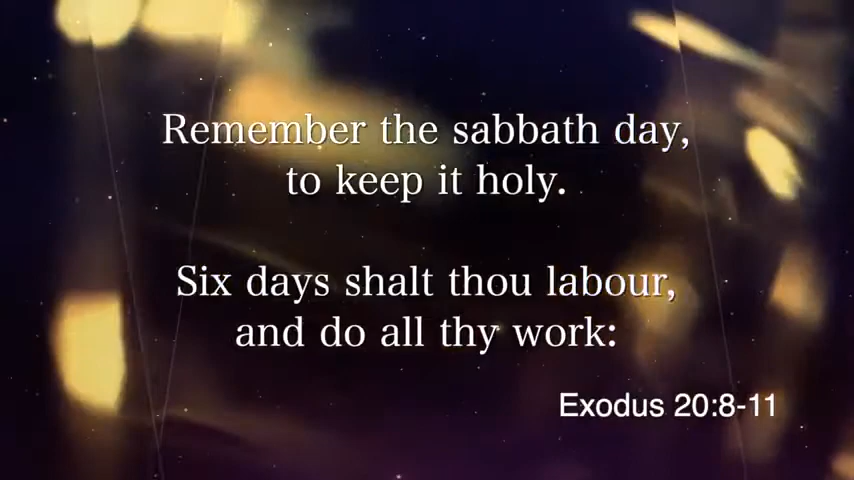 Remember the sabbath day,
to keep it holy.
Six days shalt thou labour,
and do all thy work:
Exodus 20:8-11